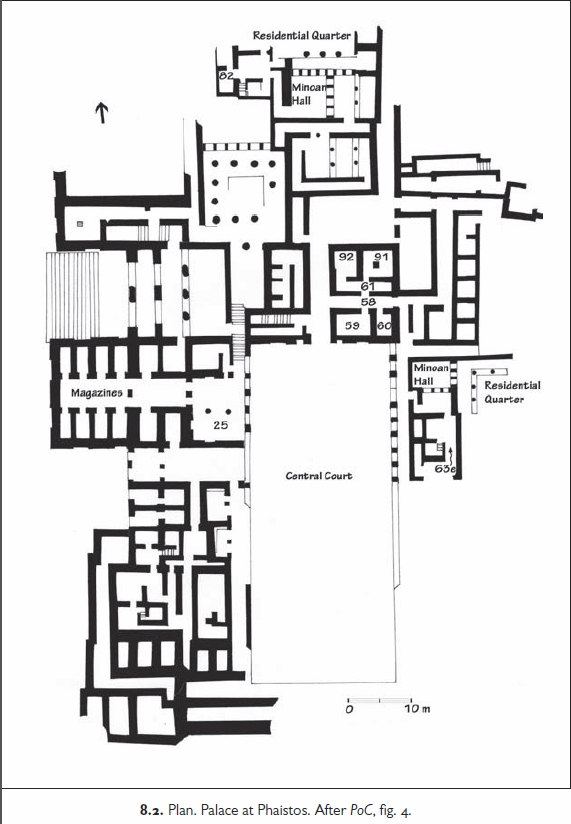 Residential Quarter
82
Minoan
Hall
92
91
61
58
59
60
Minoan
Hall
Residential
Quarter
Magazines
25
63e
Central Court
0
10 m
8.2. Plan. Palace at Phaistos. After PoC, fig. 4.